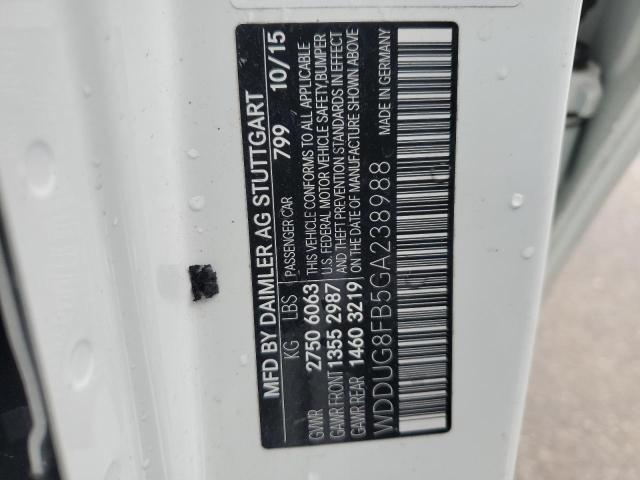 MFD BY DAIMLER AG STUTTGART
799 10/15
KG LBS PASSENGER CAR
GVWR 2750 6063 THIS VEHICLE CONFORMS TO ALL APPLICABLE
U.S. FEDERAL MOTOR VEHICLE SAFETY,BUMPER
GAWR FRONT 1355 2987 AND THEFT PREVENTION STANDARDS IN EFFECT
GAWR REAR 1460 3219 ON THE DATE OF MANUFACTURE SHOWN ABOVE
MADE IN GERMANY
WDDUG8FB5GA238988